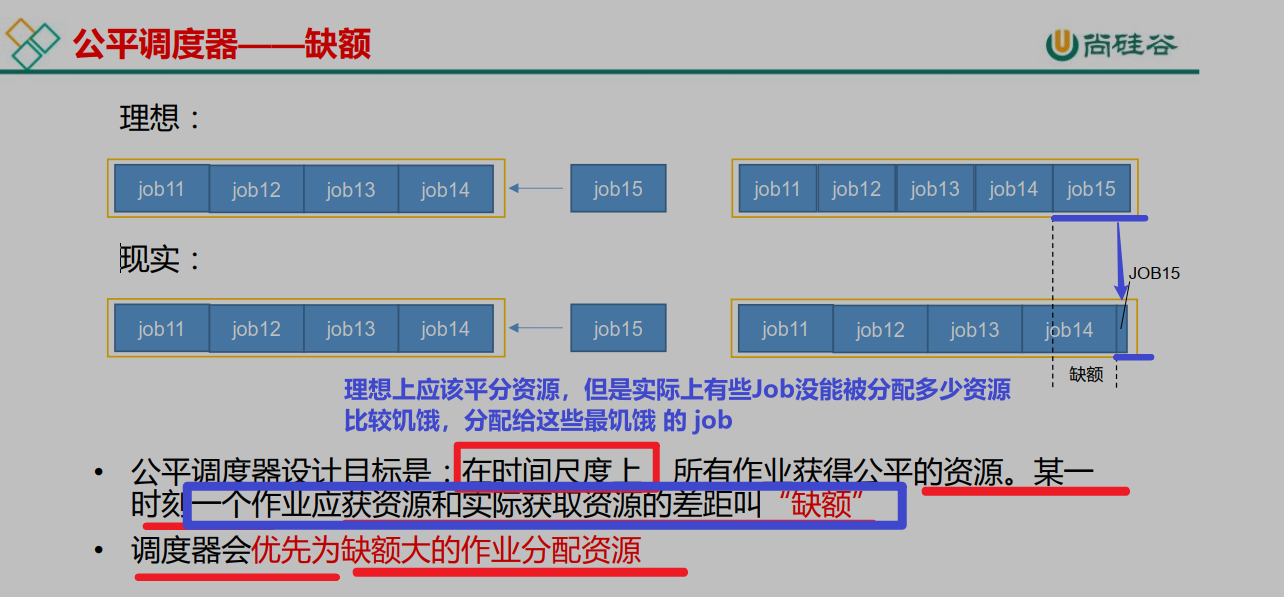 公平调度器——缺额
尚硅谷
理想：
job11 job12 job13 job14 job15 job11 job12 job13 job14 job15
现实：
JOB15
job11 job12 job13 job14 job15 job11 job12 job13 job14
缺额
理想上应该平分资源，但是实际上有些Job没能被分配多少资源
比较饥饿，分配给这些最饥饿 的 job
• 公平调度器设计目标是：在时间尺度上，所有作业获得公平的资源。某一
时刻一个作业应获资源和实际获取资源的差距叫“缺额”
• 调度器会优先为缺额大的作业分配资源